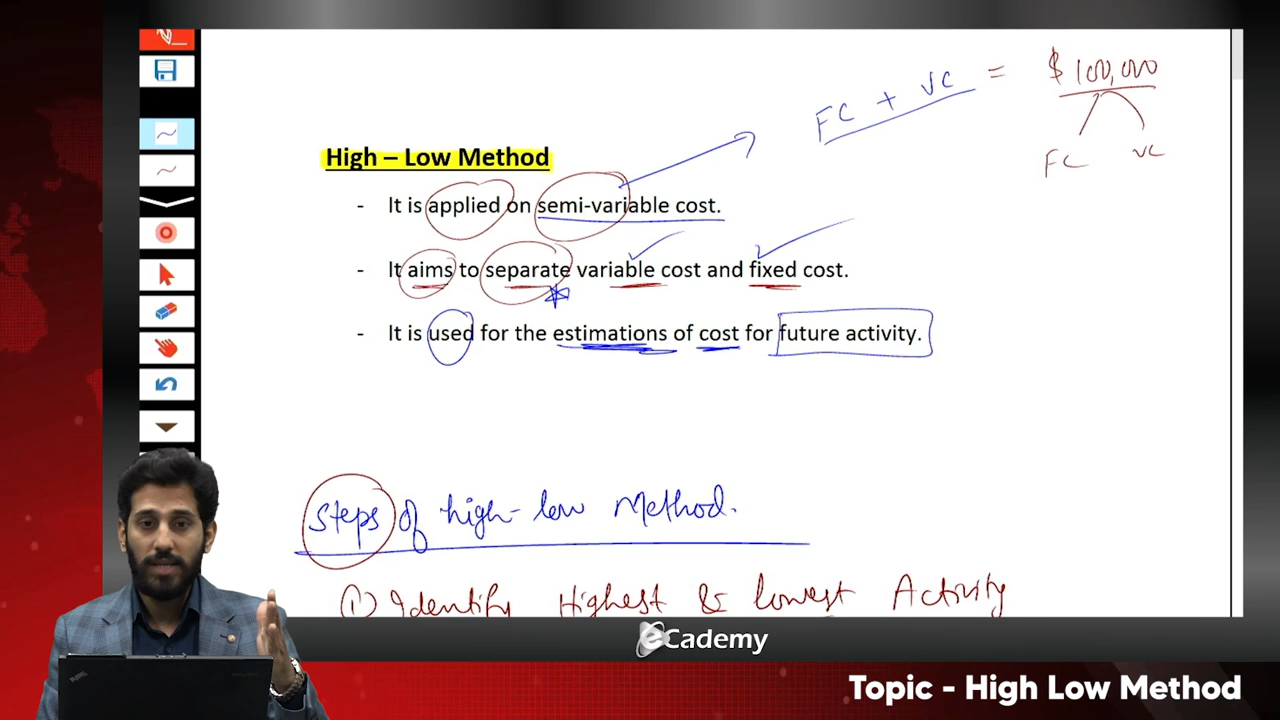 FC + VC = $100,000
FC VC
High – Low Method
- It is applied on semi-variable cost.
- It aims to separate variable cost and fixed cost.
- It is used for the estimations of cost for future activity.
Steps of high-low Method.
① Identify Highest & lowest Activity
eCademy
Topic - High Low Method